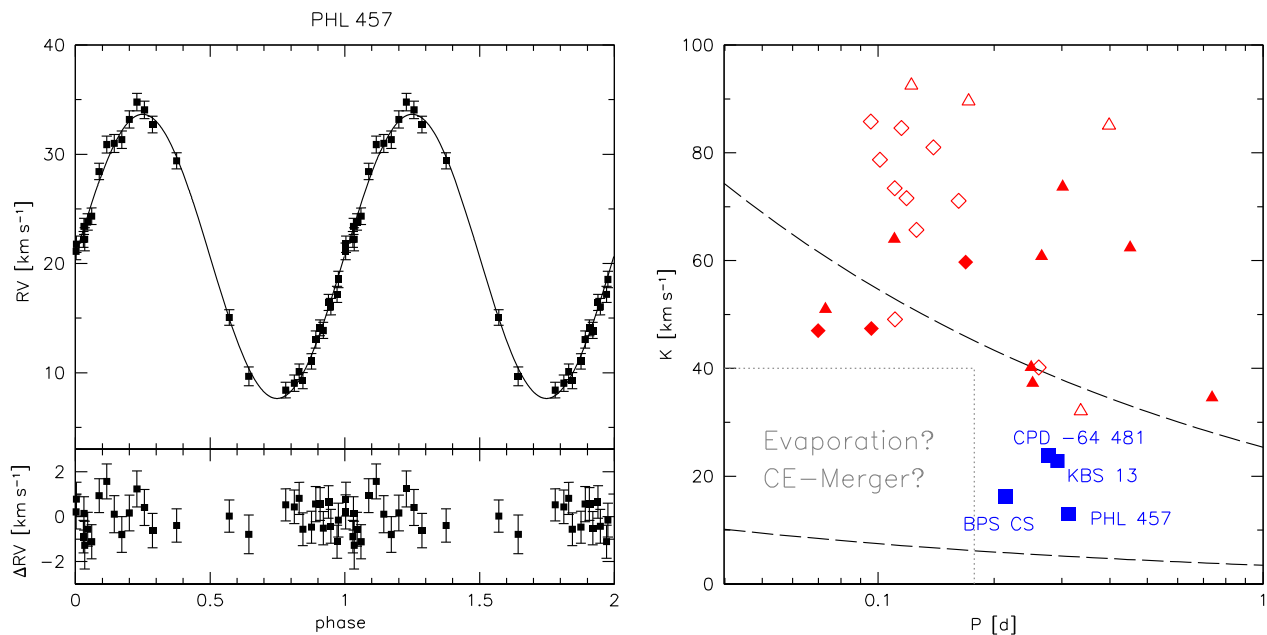 PHL 457
40
30
20
10
RV [km s⁻¹]
2
0
−2
ΔRV [km s⁻¹]
0
0.5
1
1.5
2
phase
100
80
60
40
20
0
K [km s⁻¹]
CPD −64 481
Evaporation?
KBS 13
CE−Merger?
PHL 457
BPS CS
0.1
1
P [d]